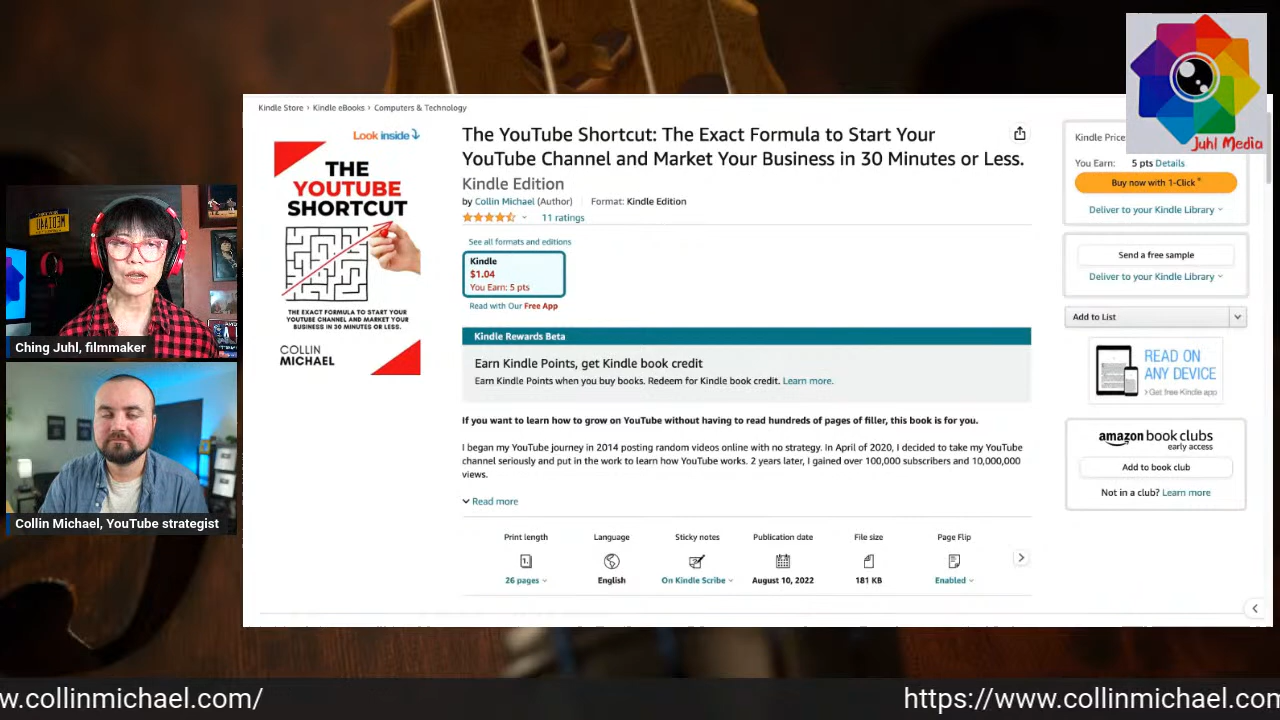 Juhl Media
Kindle Store › Kindle eBooks › Computers & Technology
Look inside
THE
YOUTUBE
SHORTCUT
THE EXACT FORMULA TO START YOUR
YOUTUBE CHANNEL AND MARKET YOUR
BUSINESS IN 30 MINUTES OR LESS.
COLLIN
MICHAEL
The YouTube Shortcut: The Exact Formula to Start Your
YouTube Channel and Market Your Business in 30 Minutes or Less.
Kindle Edition
by Collin Michael (Author) Format: Kindle Edition
11 ratings
See all formats and editions
Kindle
$1.04
You Earn: 5 pts
Read with Our Free App
Kindle Rewards Beta
Earn Kindle Points, get Kindle book credit
Earn Kindle Points when you buy books. Redeem for Kindle book credit. Learn more.
If you want to learn how to grow on YouTube without having to read hundreds of pages of filler, this book is for you.
I began my YouTube journey in 2014 posting random videos online with no strategy. In April of 2020, I decided to take my YouTube
channel seriously and put in the work to learn how YouTube works. 2 years later, I gained over 100,000 subscribers and 10,000,000
views.
Read more
Print length Language Sticky notes Publication date File size Page Flip
26 pages English On Kindle Scribe August 10, 2022 181 KB Enabled
Kindle Price
You Earn: 5 pts Details
Buy now with 1-Click
Deliver to your Kindle Library
Send a free sample
Deliver to your Kindle Library
Add to List
READ ON
ANY DEVICE
› Get free Kindle app
amazon book clubs
early access
Add to book club
Not in a club? Learn more
Ching Juhl, filmmaker
Collin Michael, YouTube strategist
w.collinmichael.com/ https://www.collinmichael.com